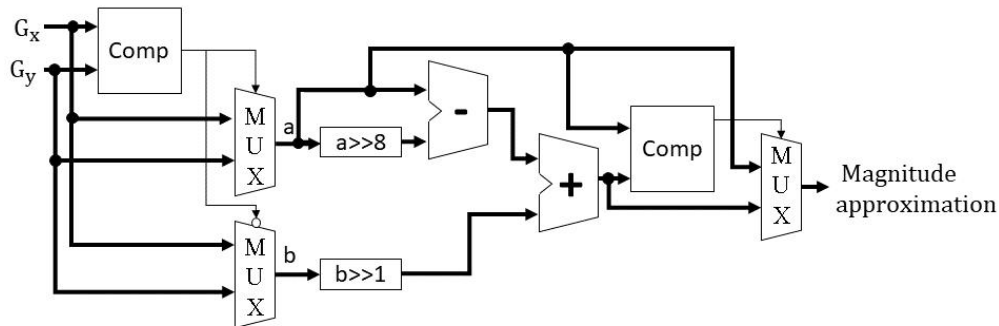 Gx
Gy
Comp
M
U
X
a
a>>8
-
+
Comp
M
U
X
Magnitude
approximation
M
U
X
b
b>>1